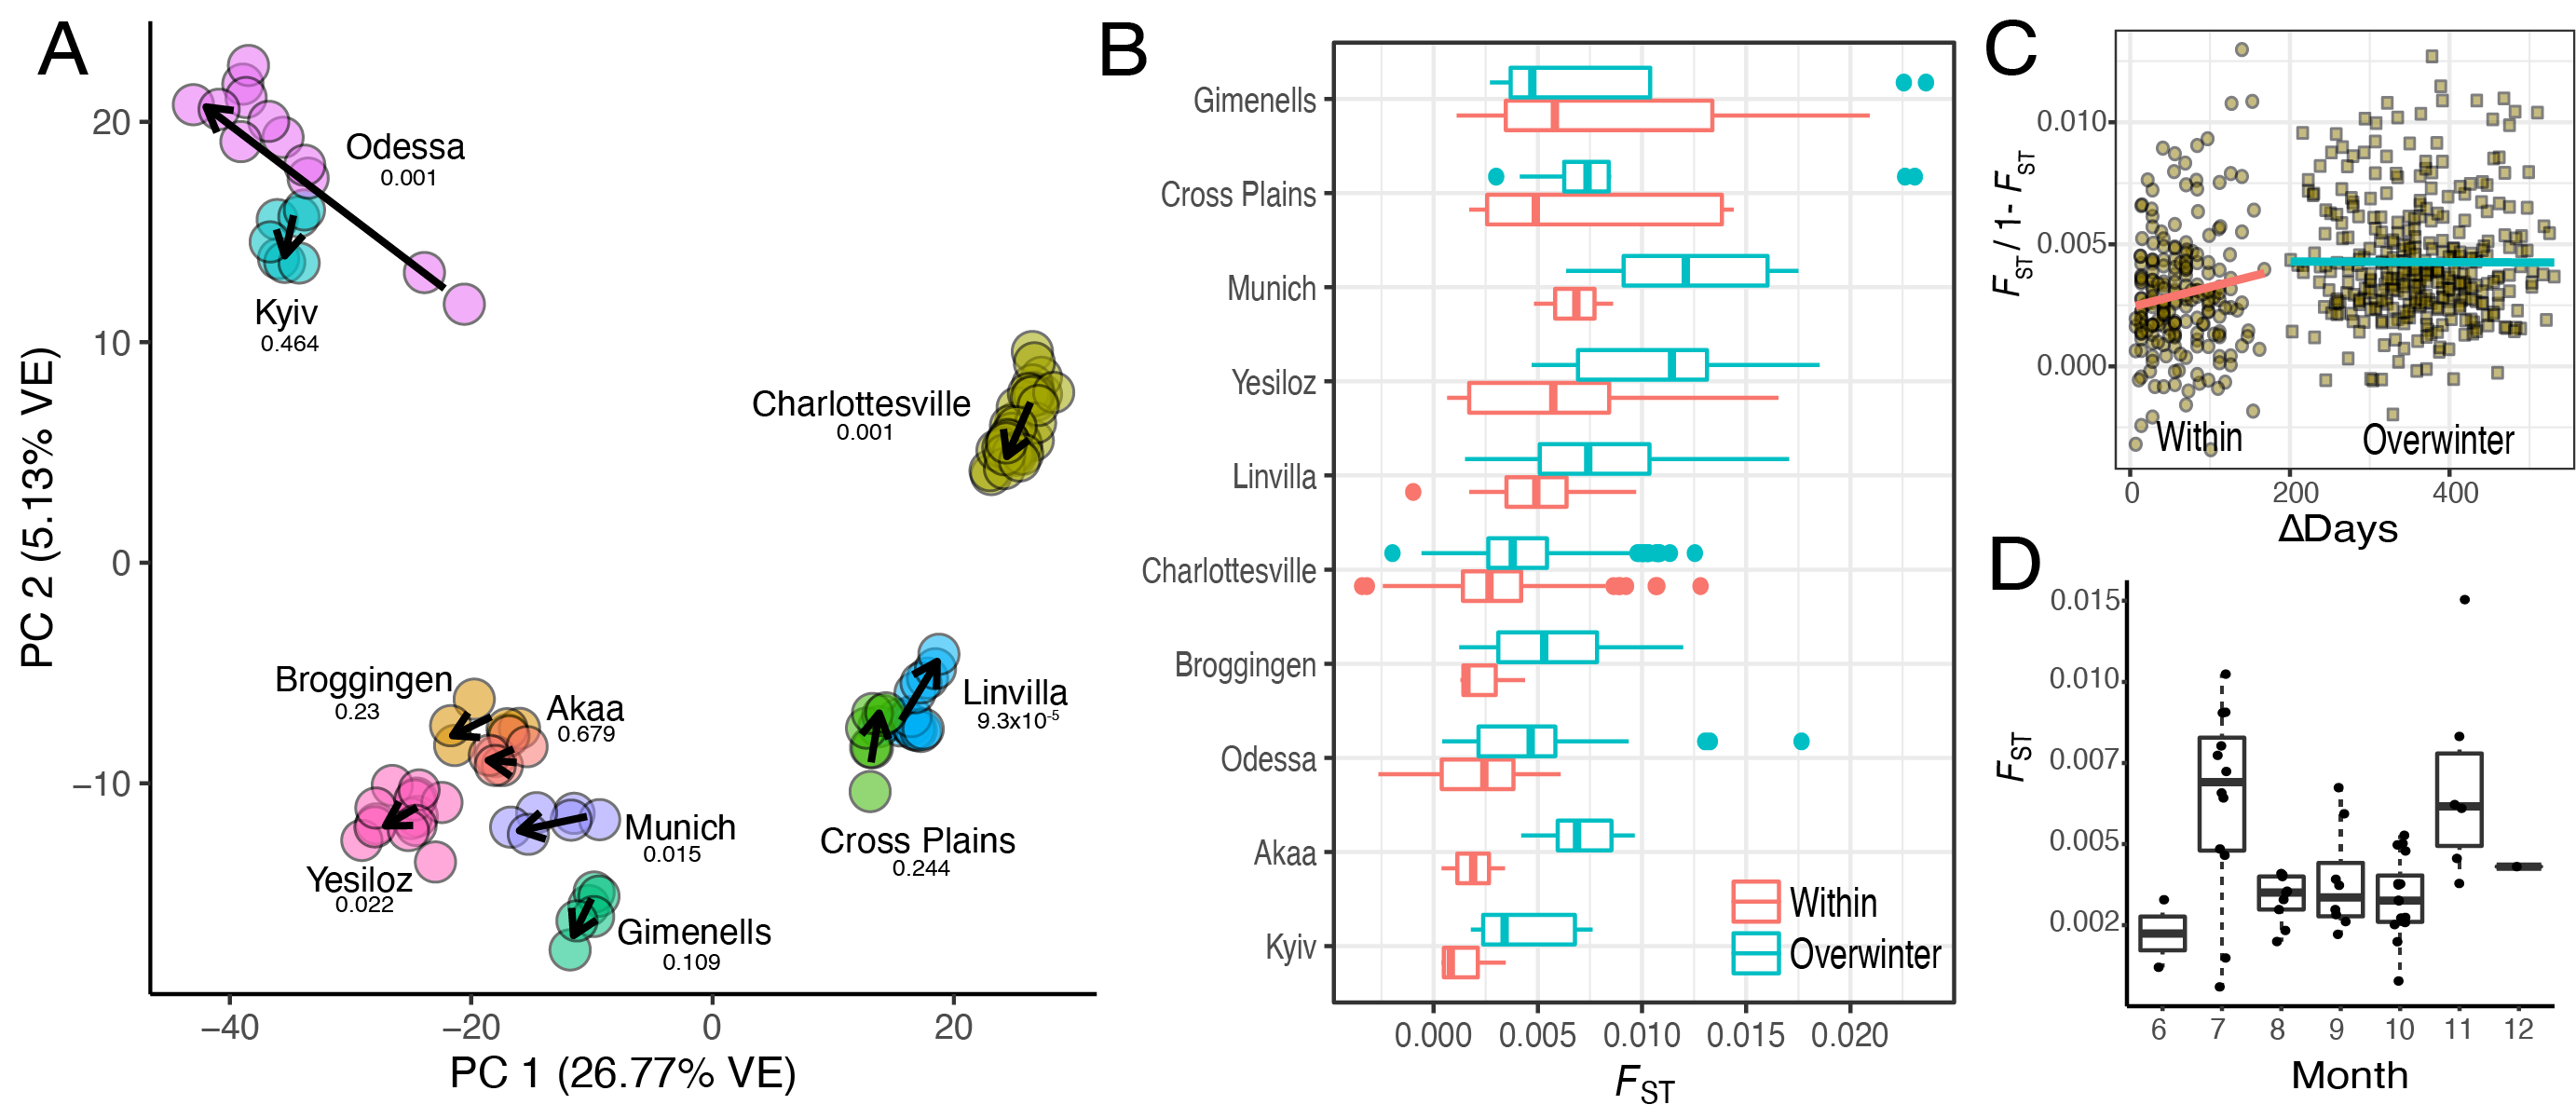 A
20
10
0
−10
PC 2 (5.13% VE)
Odessa
0.001
Kyiv
0.464
Charlottesville
0.001
Broggingen
0.23
Akaa
0.679
Linvilla
9.3x10-5
Munich
0.015
Cross Plains
0.244
Yesiloz
0.022
Gimenells
0.109
−40
−20
0
20
PC 1 (26.77% VE)
B
Gimenells
Cross Plains
Munich
Yesiloz
Linvilla
Charlottesville
Broggingen
Odessa
Akaa
Kyiv
Within
Overwinter
0.000
0.005
0.010
0.015
0.020
FST
C
0.010
0.005
0.000
FST / 1- FST
Within
Overwinter
0
200
400
ΔDays
D
0.015
0.010
0.007
0.005
0.002
FST
6
7
8
9
10
11
12
Month